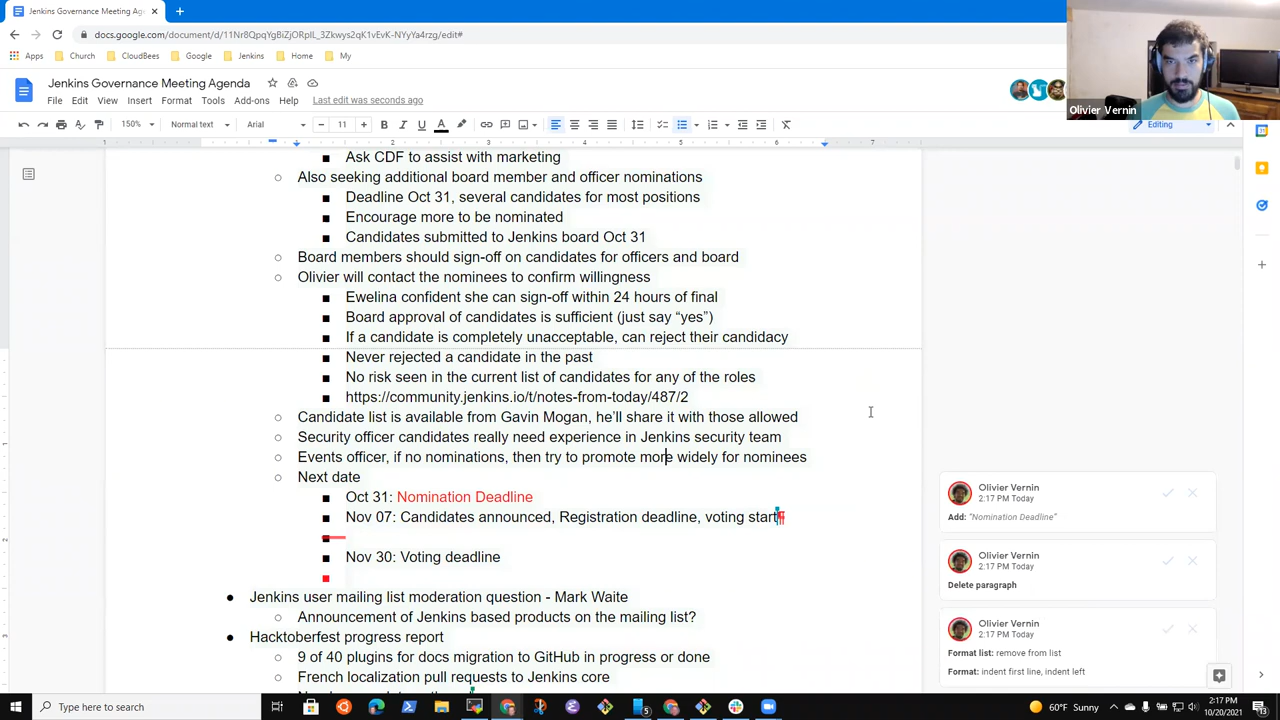 Jenkins Governance Meeting Age
docs.google.com/document/d/11Nr8QpqYgBiZjORpIL_3Zkwys2qK1vEvK-NYyYa4rzg/edit#
Apps
Church
CloudBees
Google
Jenkins
Home
My
Jenkins Governance Meeting Agenda
File
Edit
View
Insert
Format
Tools
Add-ons
Help
Last edit was seconds ago
Olivier Vernin
150%
Normal text
Arial
11
Editing
1
1
2
3
4
5
6
7
Ask CDF to assist with marketing
Also seeking additional board member and officer nominations
Deadline Oct 31, several candidates for most positions
Encourage more to be nominated
Candidates submitted to Jenkins board Oct 31
Board members should sign-off on candidates for officers and board
Olivier will contact the nominees to confirm willingness
Ewelina confident she can sign-off within 24 hours of final
Board approval of candidates is sufficient (just say “yes”)
If a candidate is completely unacceptable, can reject their candidacy
Never rejected a candidate in the past
No risk seen in the current list of candidates for any of the roles
https://community.jenkins.io/t/notes-from-today/487/2
Candidate list is available from Gavin Mogan, he’ll share it with those allowed
Security officer candidates really need experience in Jenkins security team
Events officer, if no nominations, then try to promote more widely for nominees
Next date
Oct 31: Nomination Deadline
Nov 07: Candidates announced, Registration deadline, voting start¶
Nov 30: Voting deadline
Jenkins user mailing list moderation question - Mark Waite
Announcement of Jenkins based products on the mailing list?
Hacktoberfest progress report
9 of 40 plugins for docs migration to GitHub in progress or done
French localization pull requests to Jenkins core
Olivier Vernin
2:17 PM Today
Add: “Nomination Deadline”
Olivier Vernin
2:17 PM Today
Delete paragraph
Olivier Vernin
2:17 PM Today
Format list: remove from list
Format: indent first line, indent left
Type here to search
60°F Sunny
2:17 PM
10/20/2021